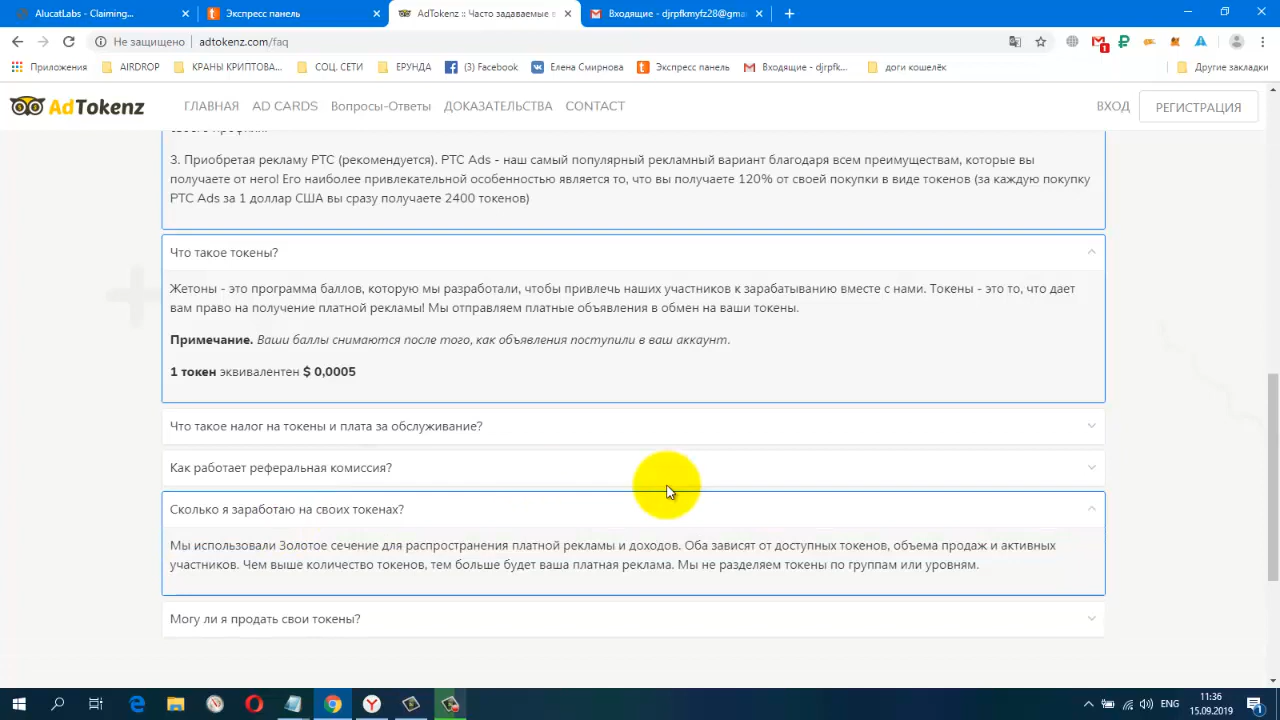 AlucatLabs - Claiming...
Экспресс панель
AdTokenz :: Часто задаваемые в
Входящие - djrpfkmyfz28@gma
Не защищено | adtokenz.com/faq
1
Приложения
AIRDROP
КРАНЫ КРИПТОВА...
СОЦ. СЕТИ
ЕРУНДА
(3) Facebook
Елена Смирнова
Экспресс панель
Входящие - djrpfk...
доги кошелёк
Другие закладки
AdTokenz
ГЛАВНАЯ
AD CARDS
Вопросы-Ответы
ДОКАЗАТЕЛЬСТВА
CONTACT
ВХОД
РЕГИСТРАЦИЯ
своего профиля.
3. Приобретая рекламу PTC (рекомендуется). PTC Ads - наш самый популярный рекламный вариант благодаря всем преимуществам, которые вы
получаете от него! Его наиболее привлекательной особенностью является то, что вы получаете 120% от своей покупки в виде токенов (за каждую покупку
PTC Ads за 1 доллар США вы сразу получаете 2400 токенов)
Что такое токены?
Жетоны - это программа баллов, которую мы разработали, чтобы привлечь наших участников к зарабатыванию вместе с нами. Токены - это то, что дает
вам право на получение платной рекламы! Мы отправляем платные объявления в обмен на ваши токены.
Примечание. Ваши баллы снимаются после того, как объявления поступили в ваш аккаунт.
1 токен эквивалентен $ 0,0005
Что такое налог на токены и плата за обслуживание?
Как работает реферальная комиссия?
Сколько я заработаю на своих токенах?
Мы использовали Золотое сечение для распространения платной рекламы и доходов. Оба зависят от доступных токенов, объема продаж и активных
участников. Чем выше количество токенов, тем больше будет ваша платная реклама. Мы не разделяем токены по группам или уровням.
Могу ли я продать свои токены?
ENG
11:36
15.09.2019
1